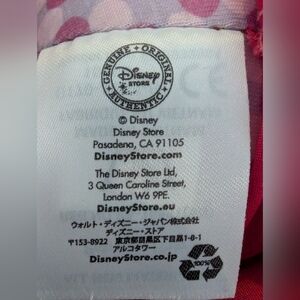 GENUINE • ORIGINAL
Disney
STORE
AUTHENTIC
© Disney
Disney Store
Pasadena, CA 91105
DisneyStore.com
The Disney Store Ltd,
3 Queen Caroline Street,
London W6 9PE.
DisneyStore.eu
ウォルト・ディズニー・ジャパン株式会社
ディズニー・ストア
〒153-8922 東京都目黒区下目黒1-8-1
アルコタワー
DisneyStore.co.jp
100%